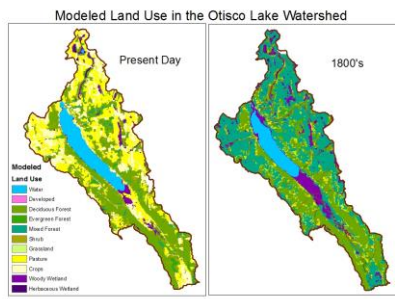 Modeled Land Use in the Otisco Lake Watershed
Present Day
1800's
Modeled
Land Use
Water
Developed
Deciduous Forest
Evergreen Forest
Mixed Forest
Shrub
Grassland
Pasture
Crops
Woody Wetland
Herbaceous Wetland